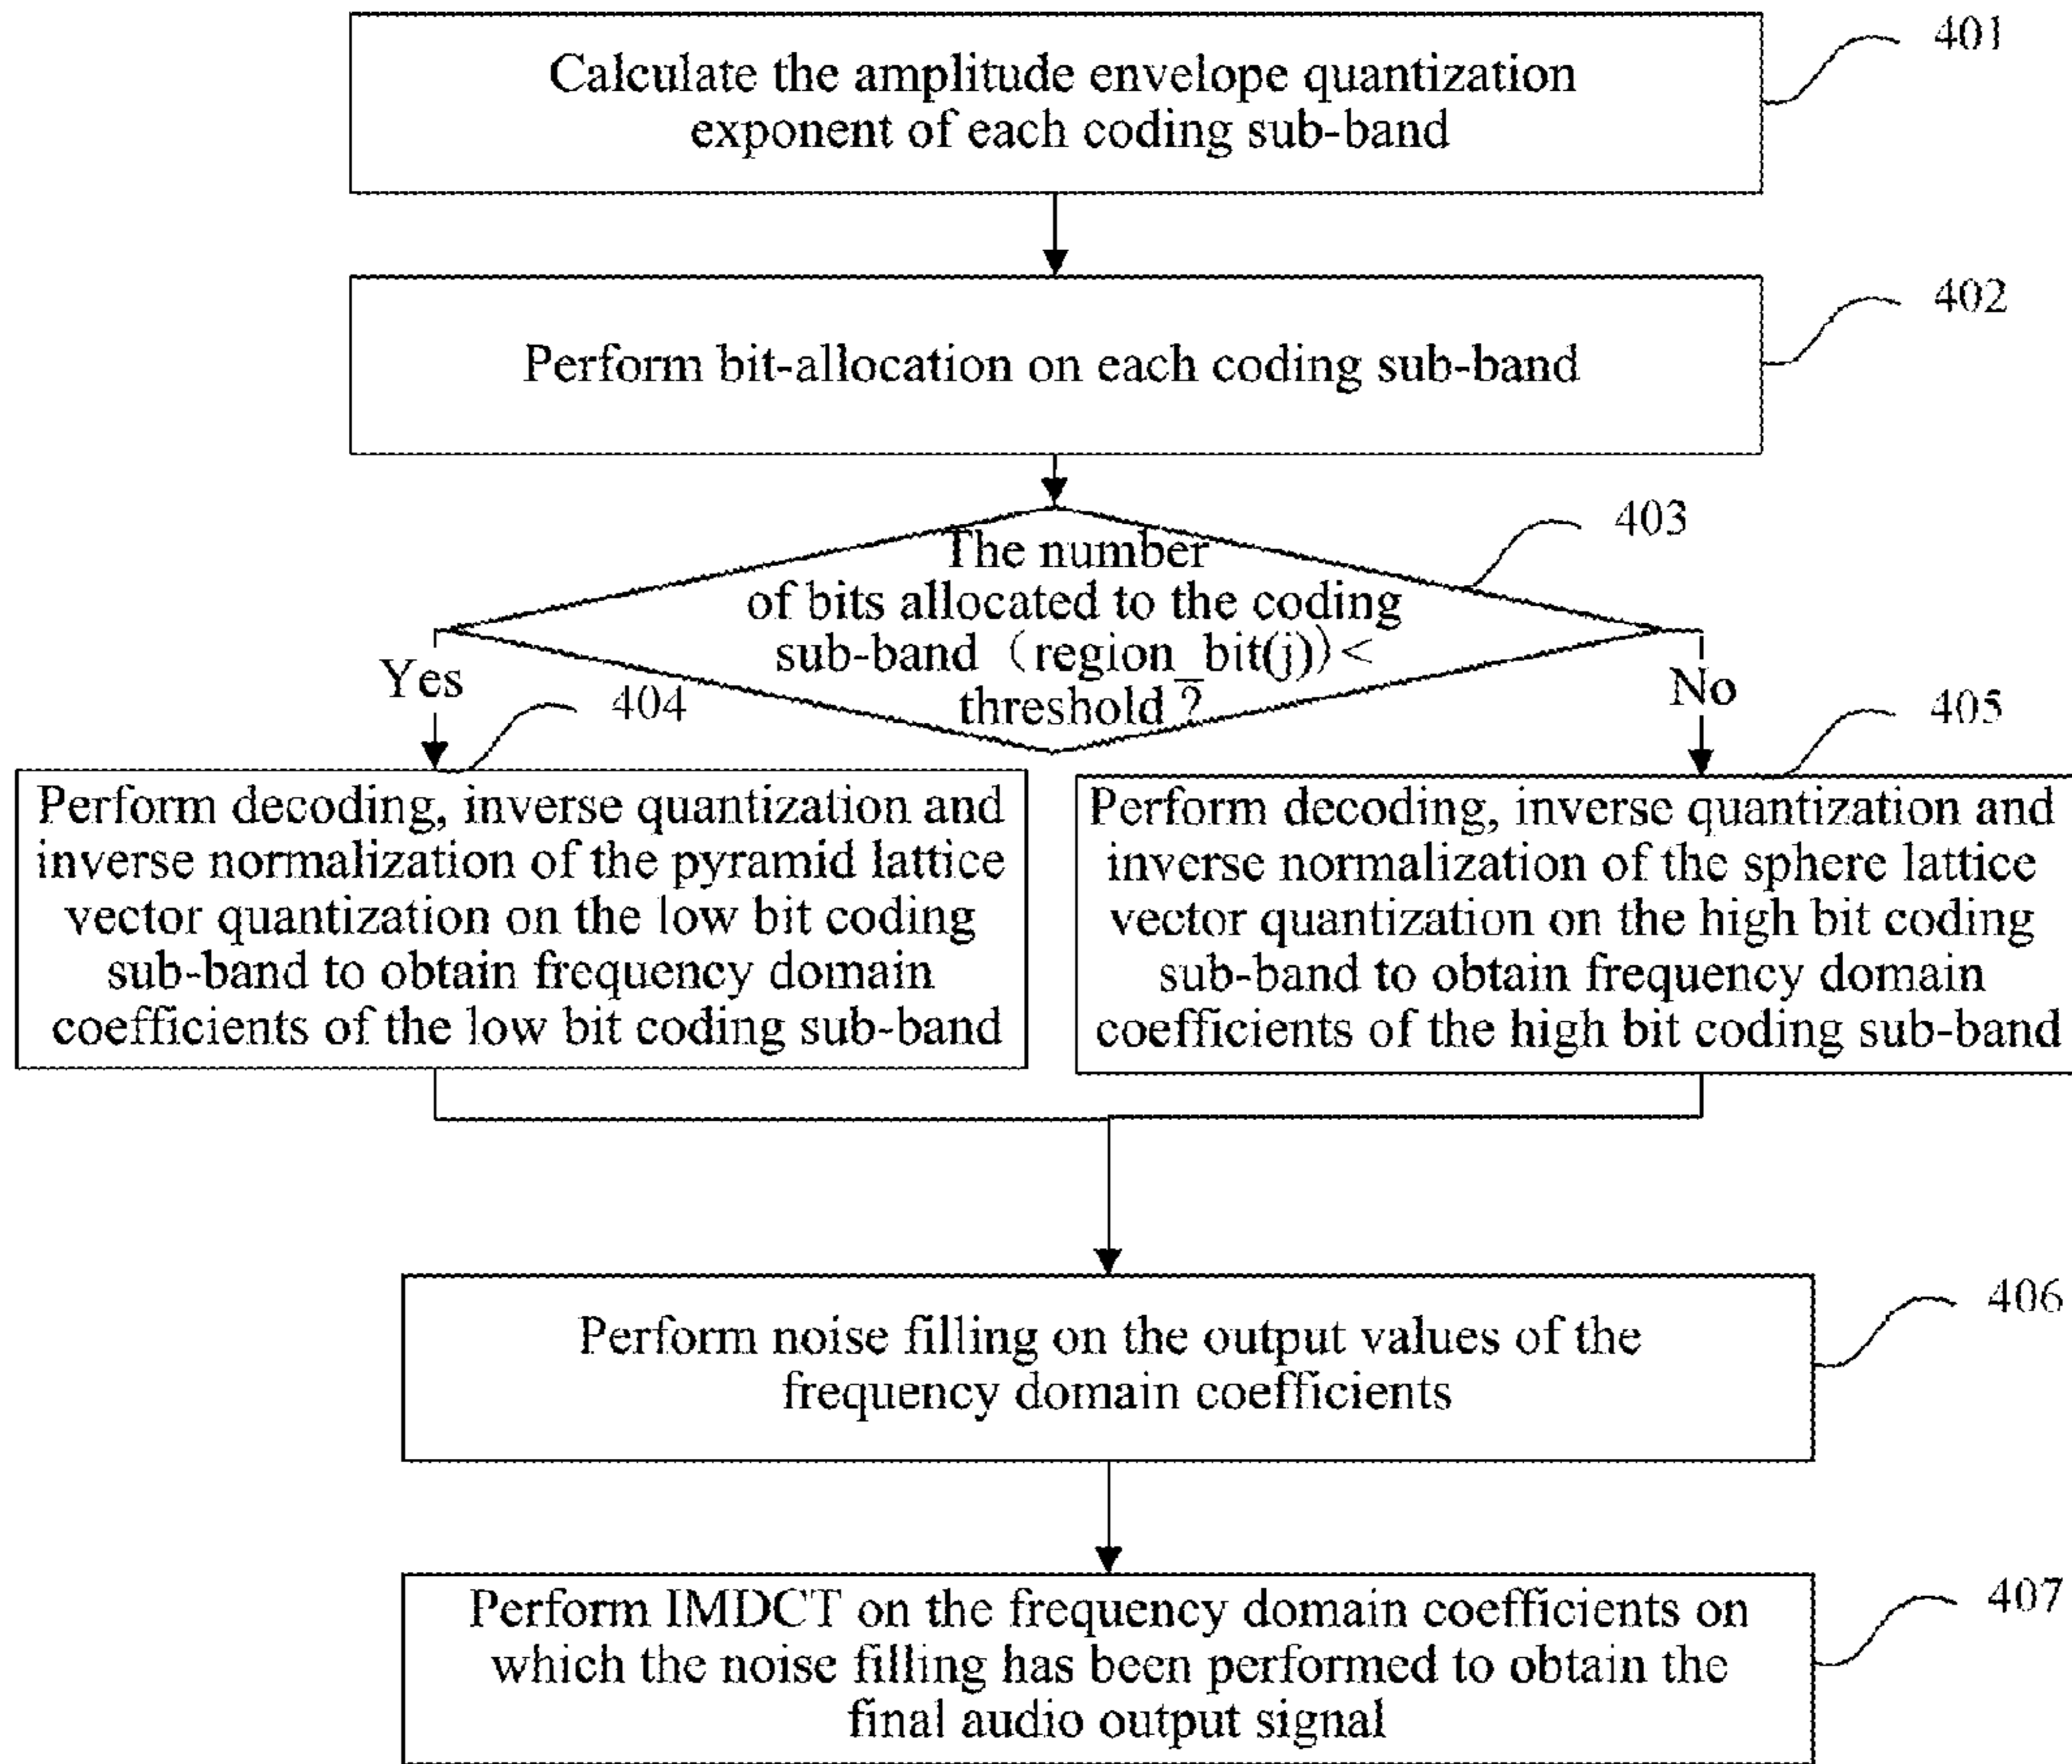 401
Calculate the amplitude envelope quantization
exponent of each coding sub-band
402
Perform bit-allocation on each coding sub-band
403
The number
of bits allocated to the coding
sub-band (region_bit(j))<
threshold ?
Yes
No
404
405
Perform decoding, inverse quantization and
inverse normalization of the pyramid lattice
vector quantization on the low bit coding
sub-band to obtain frequency domain
coefficients of the low bit coding sub-band
Perform decoding, inverse quantization and
inverse normalization of the sphere lattice
vector quantization on the high bit coding
sub-band to obtain frequency domain
coefficients of the high bit coding sub-band
406
Perform noise filling on the output values of the
frequency domain coefficients
407
Perform IMDCT on the frequency domain coefficients on
which the noise filling has been performed to obtain the
final audio output signal